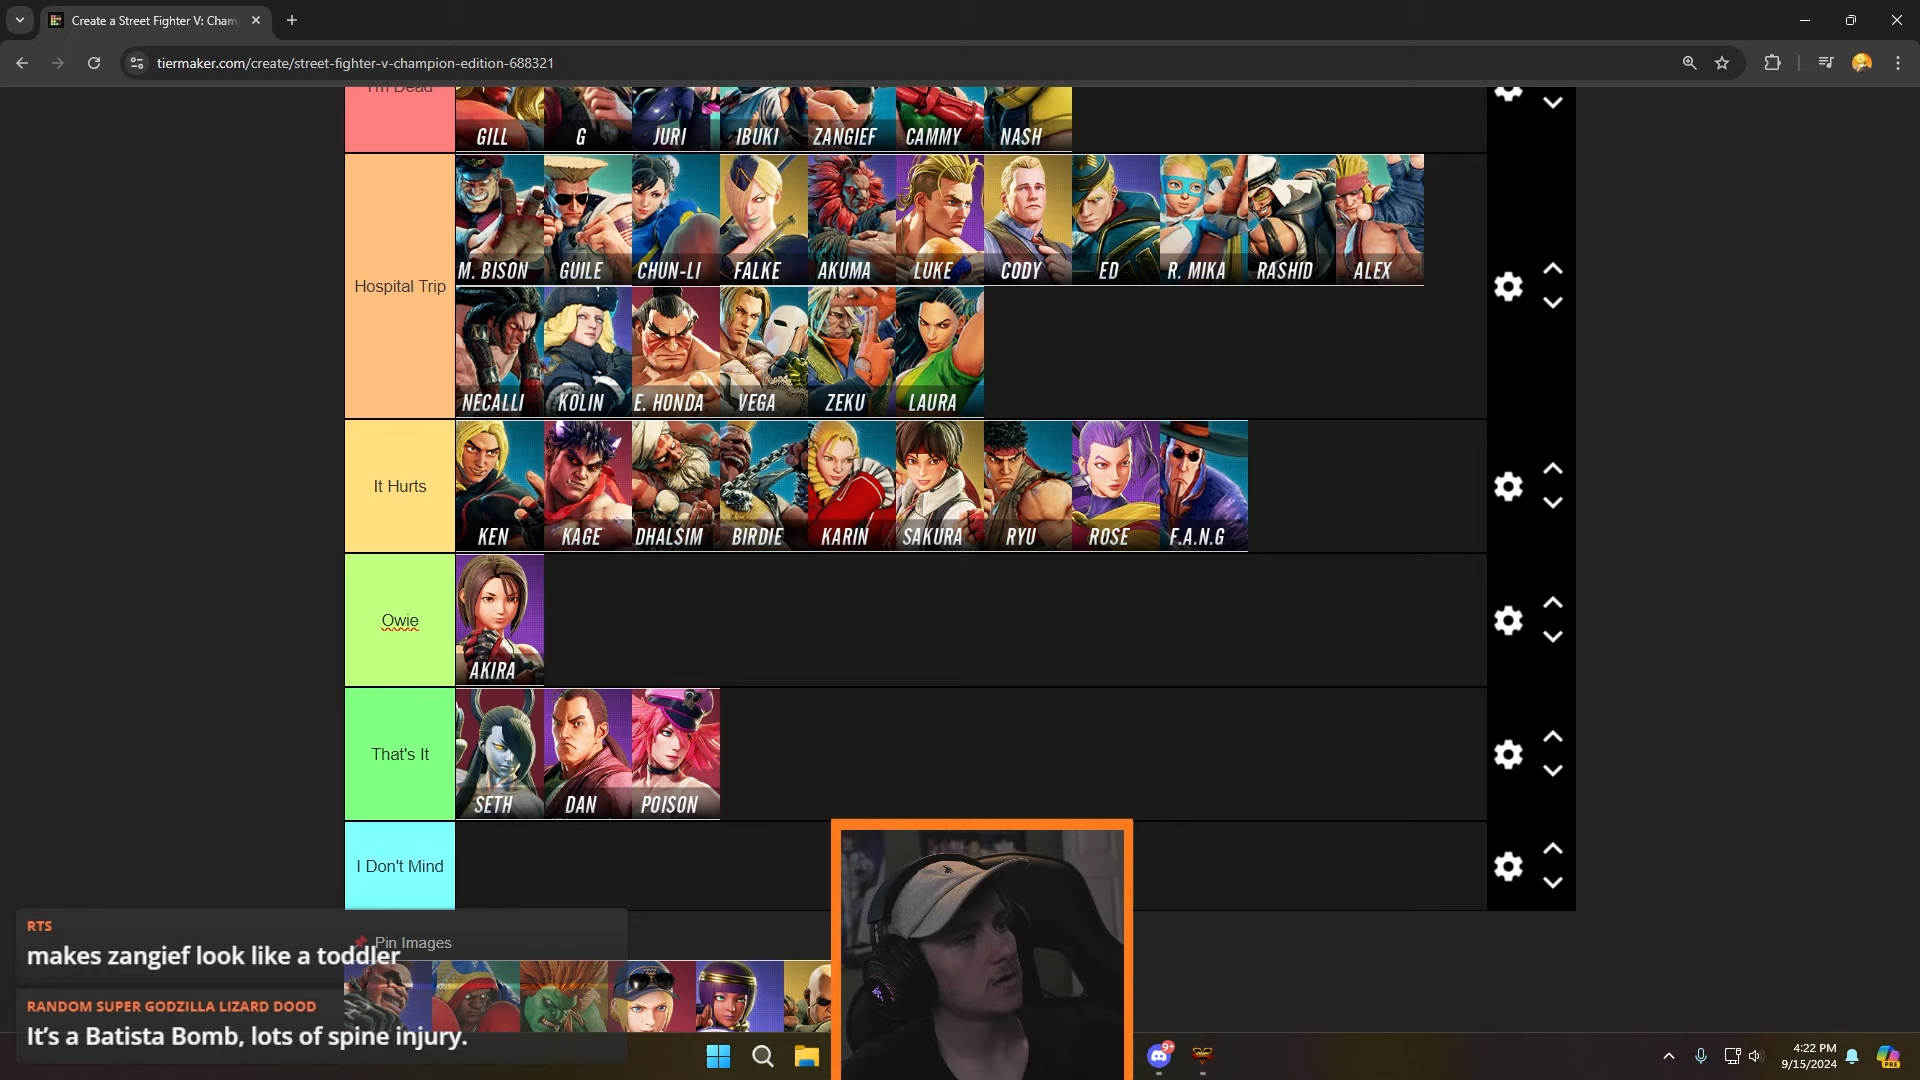 Create a Street Fighter V: Cham
tiermaker.com/create/street-fighter-v-champion-edition-688321
I'm Dead
GILL G JURI IBUKI ZANGIEF CAMMY NASH
Hospital Trip
M. BISON GUILE CHUN-LI FALKE AKUMA LUKE CODY ED R. MIKA RASHID ALEX
NECALLI KOLIN E. HONDA VEGA ZEKU LAURA
It Hurts
KEN KAGE DHALSIM BIRDIE KARIN SAKURA RYU ROSE F.A.N.G
Owie
AKIRA
That's It
SETH DAN POISON
I Don't Mind
Pin Images
RTS
makes zangief look like a toddler
RANDOM SUPER GODZILLA LIZARD DOOD
It’s a Batista Bomb, lots of spine injury.
9+
4:22 PM
9/15/2024
PRE